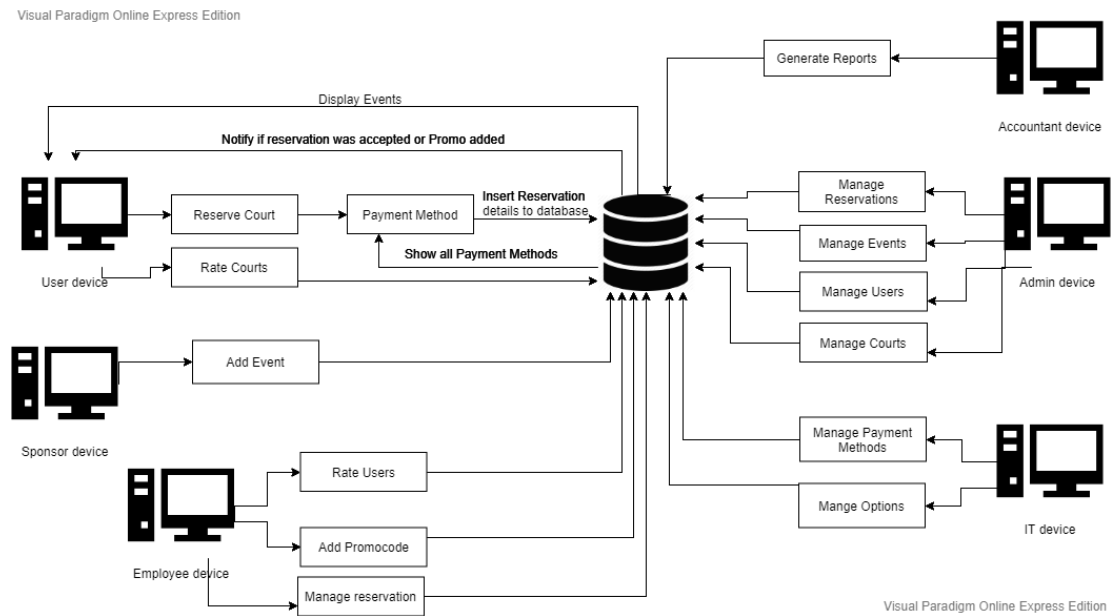 Visual Paradigm Online Express Edition
Generate Reports
Accountant device
Display Events
Notify if reservation was accepted or Promo added
Reserve Court
Payment Method
Insert Reservation
details to database
Show all Payment Methods
Rate Courts
User device
Manage
Reservations
Manage Events
Manage Users
Manage Courts
Admin device
Add Event
Sponsor device
Rate Users
Add Promocode
Manage reservation
Employee device
Manage Payment
Methods
Mange Options
IT device
Visual Paradigm Online Express Edition